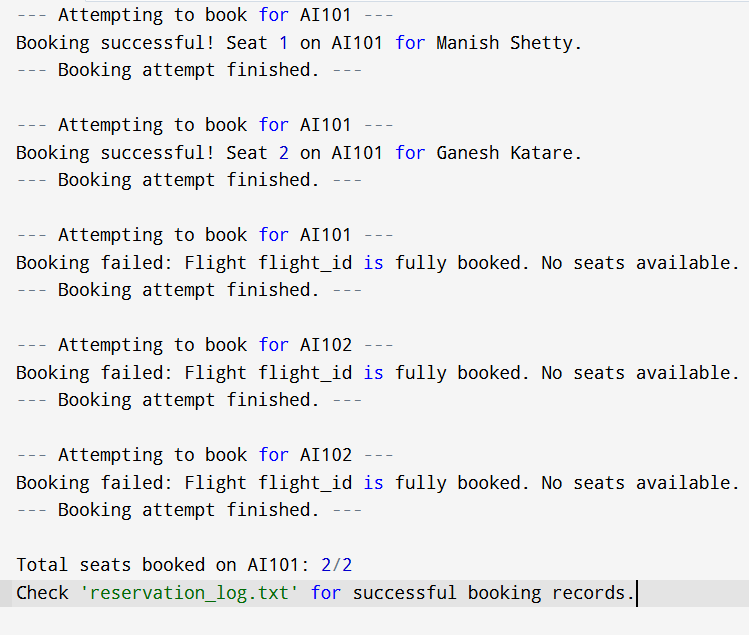 --- Attempting to book for AI101 ---
Booking successful! Seat 1 on AI101 for Manish Shetty.
--- Booking attempt finished. ---
--- Attempting to book for AI101 ---
Booking successful! Seat 2 on AI101 for Ganesh Katare.
--- Booking attempt finished. ---
--- Attempting to book for AI101 ---
Booking failed: Flight flight_id is fully booked. No seats available.
--- Booking attempt finished. ---
--- Attempting to book for AI102 ---
Booking failed: Flight flight_id is fully booked. No seats available.
--- Booking attempt finished. ---
--- Attempting to book for AI102 ---
Booking failed: Flight flight_id is fully booked. No seats available.
--- Booking attempt finished. ---
Total seats booked on AI101: 2/2
Check 'reservation_log.txt' for successful booking records.